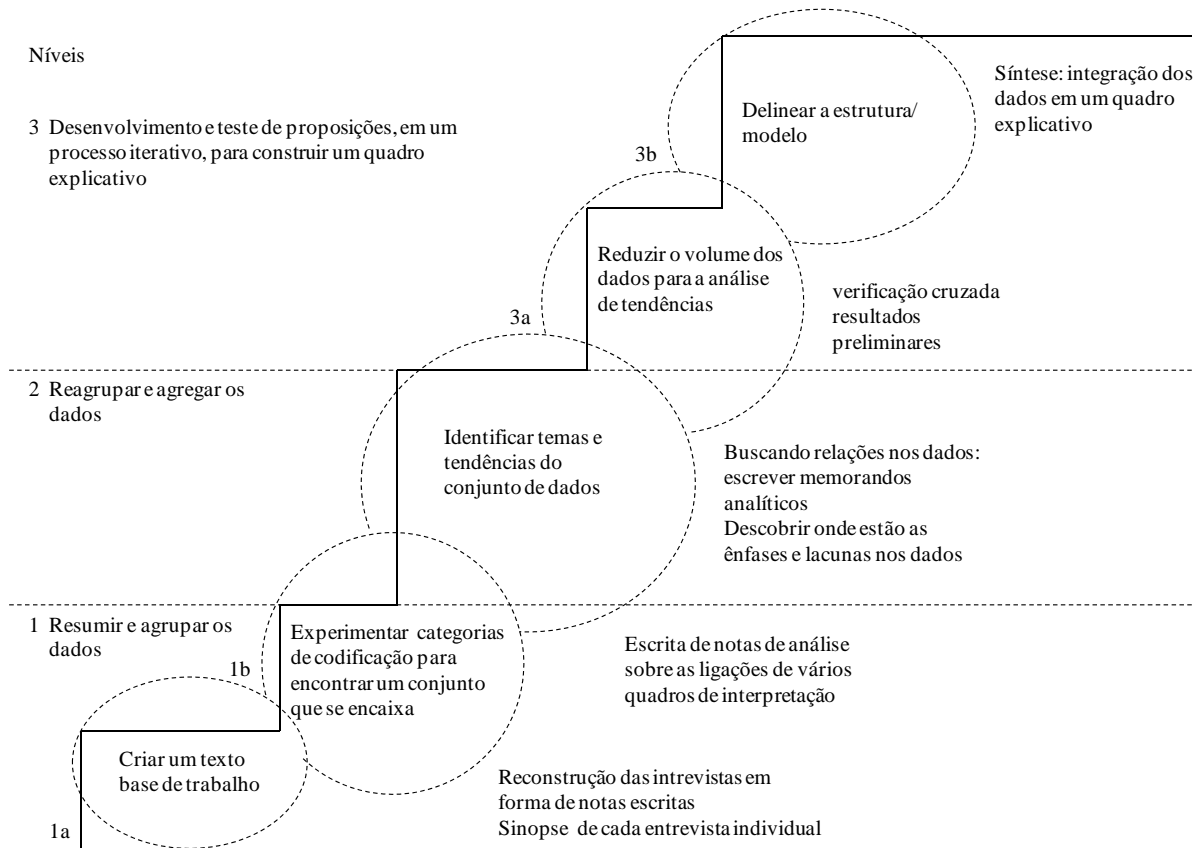 Níveis
3 Desenvolvimento e teste de proposições, em um
processo iterativo, para construir um quadro
explicativo
3b
Delinear a estrutura/
modelo
Síntese: integração dos
dados em um quadro
explicativo
3a
Reduzir o volume dos
dados para a análise
de tendências
verificação cruzada
resultados
preliminares
2 Reagrupar e agregar os
dados
Identificar temas e
tendências do
conjunto de dados
Buscando relações nos dados:
escrever memorandos
analíticos
Descobrir onde estão as
ênfases e lacunas nos dados
1 Resumir e agrupar os
dados
1b
Experimentar categorias
de codificação para
encontrar um conjunto
que se encaixa
Escrita de notas de análise
sobre as ligações de vários
quadros de interpretação
1a
Criar um texto
base de trabalho
Reconstrução das intrevistas em
forma de notas escritas
Sinopse de cada entrevista individual